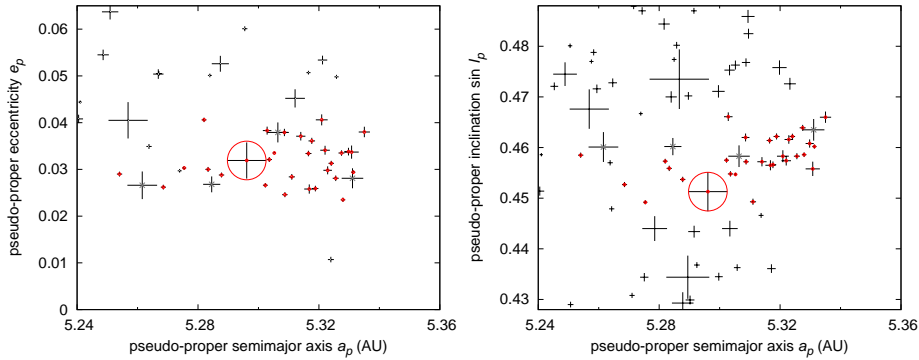 0.06
0.05
0.04
0.03
0.02
0.01
0
pseudo-proper eccentricity e_p
5.24 5.28 5.32 5.36
pseudo-proper semimajor axis a_p (AU)
0.48
0.47
0.46
0.45
0.44
0.43
pseudo-proper inclination sin I_p
5.24 5.28 5.32 5.36
pseudo-proper semimajor axis a_p (AU)